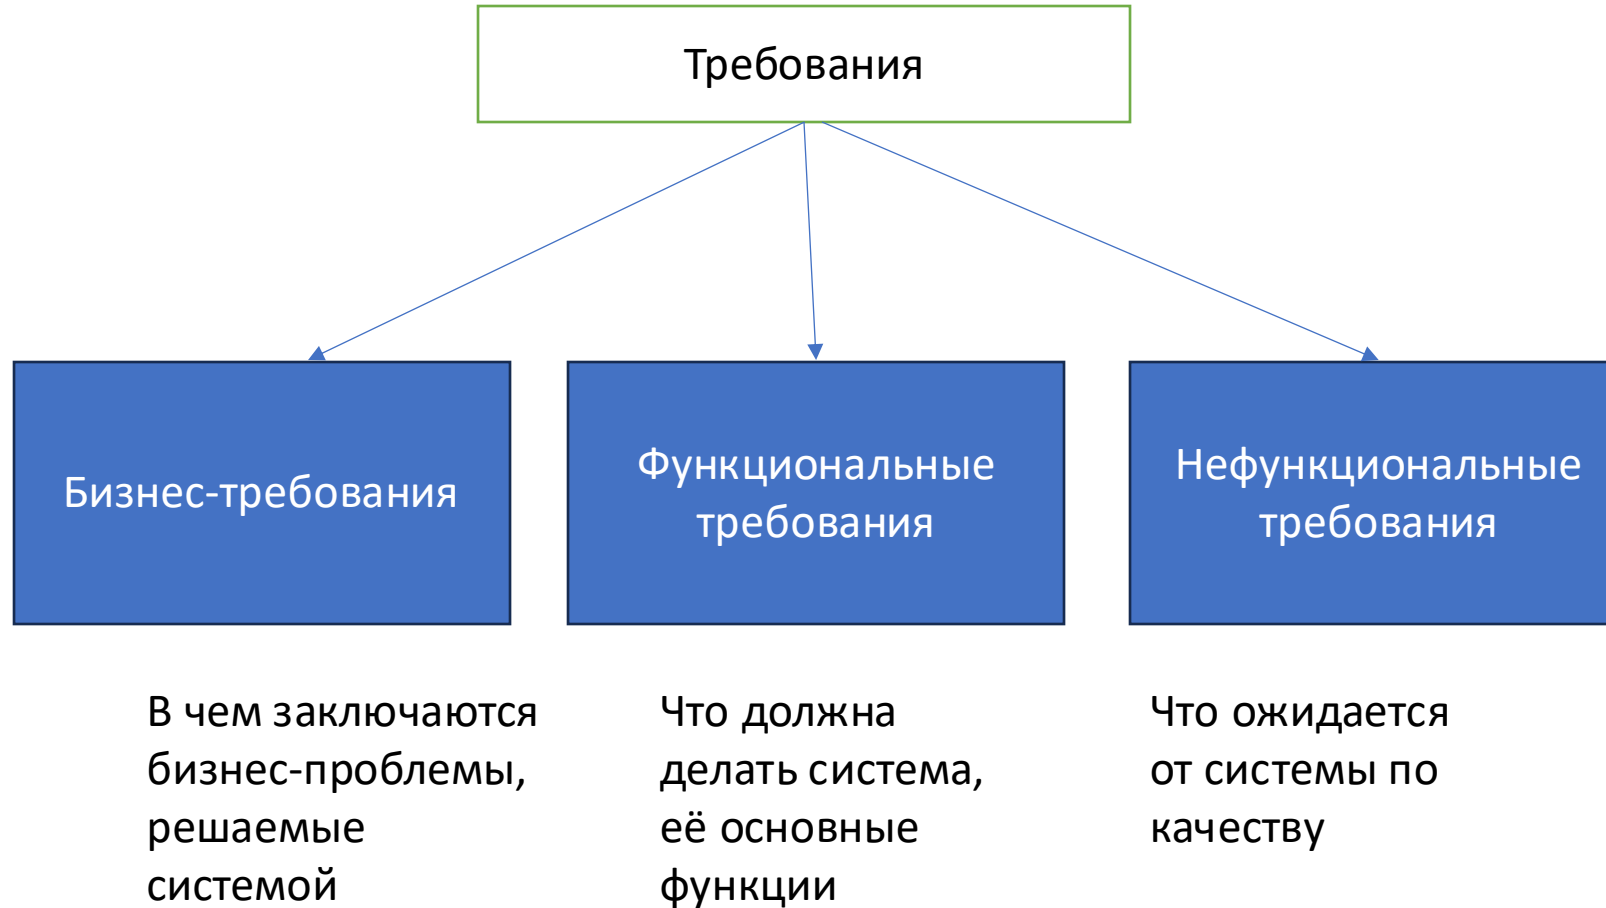 Требования
Бизнес-требования
Функциональные
требования
Нефункциональные
требования
В чем заключаются
бизнес-проблемы,
решаемые
системой
Что должна
делать система,
её основные
функции
Что ожидается
от системы по
качеству